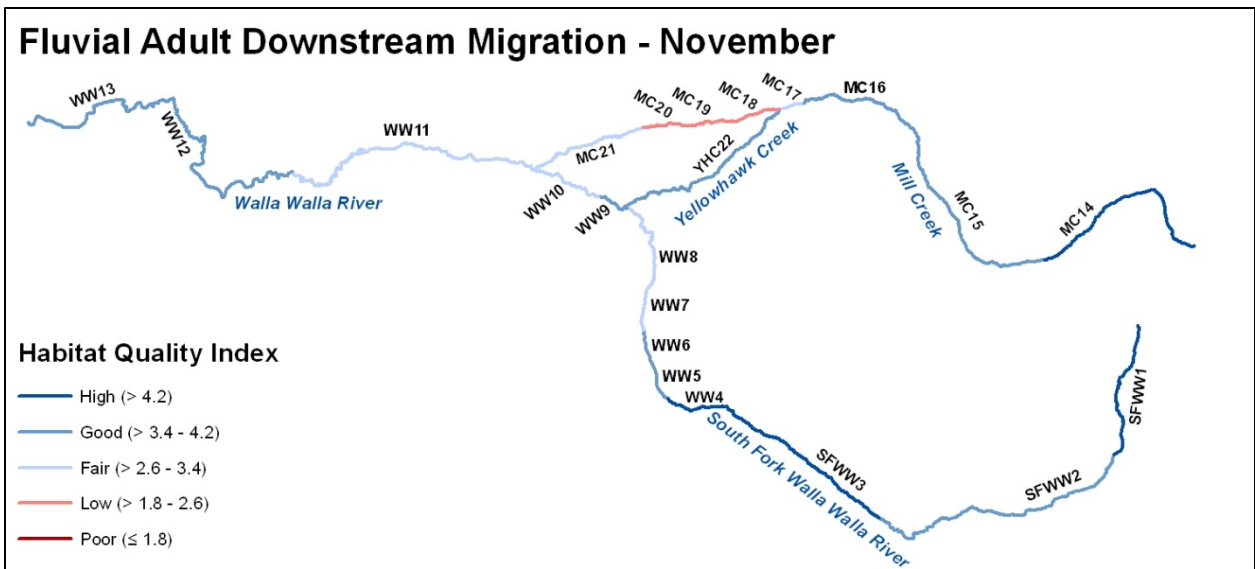 Fluvial Adult Downstream Migration - November
WW13
WW12
WW11
Walla Walla River
MC20
MC19
MC18
MC17
MC16
MC21
YHC22
Yellowhawk Creek
WW10
WW9
Mill Creek
MC15
MC14
WW8
WW7
WW6
WW5
WW4
South Fork Walla Walla River
SFWW3
SFWW2
SFWW1
Habitat Quality Index
High (> 4.2)
Good (> 3.4 - 4.2)
Fair (> 2.6 - 3.4)
Low (> 1.8 - 2.6)
Poor (≤ 1.8)